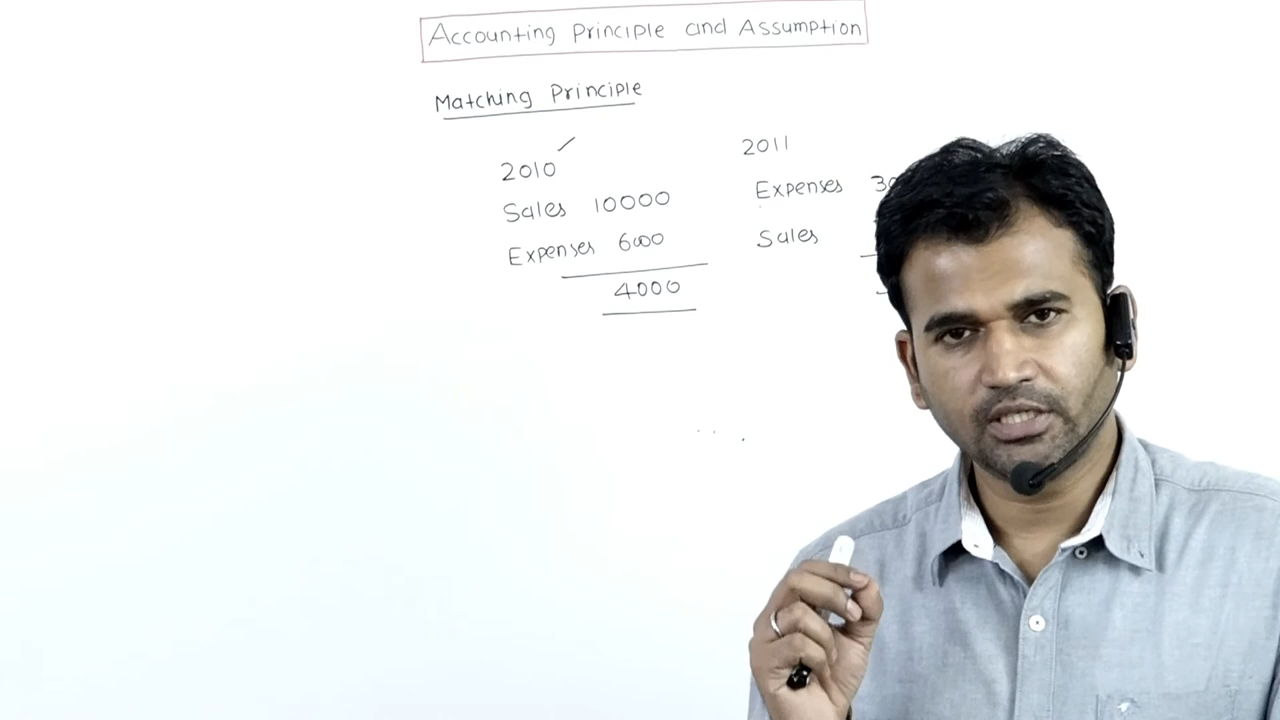 Accounting Principle and Assumption
Matching Principle
2010
Sales 10000
Expenses 6000
4000
2011
Expenses
Sales